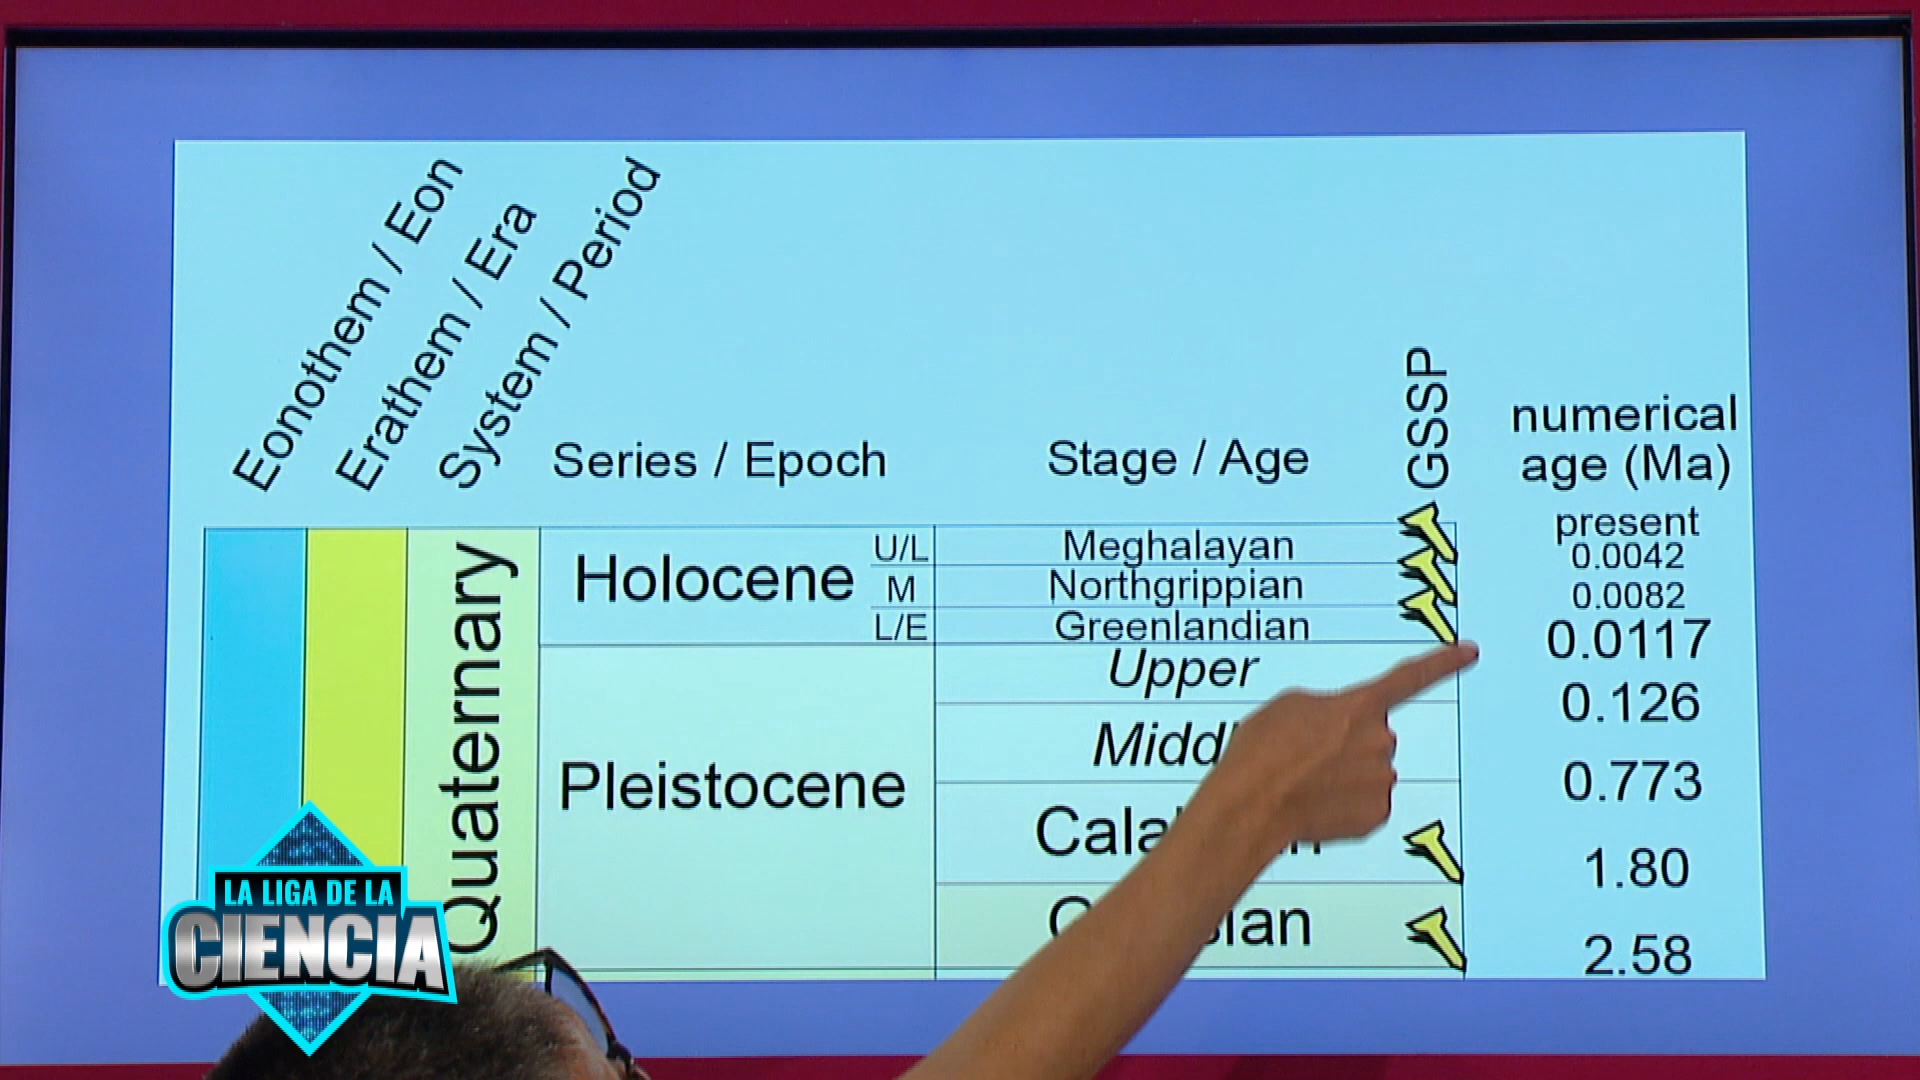 Eonothem / Eon
Erathem / Era
System / Period
Series / Epoch
Stage / Age
GSSP
numerical
age (Ma)
Quaternary
Holocene
U/L
Meghalayan
present
0.0042
M
Northgrippian
0.0082
L/E
Greenlandian
0.0117
Pleistocene
Upper
0.126
0.773
1.80
2.58
LA LIGA DE LA
CIENCIA